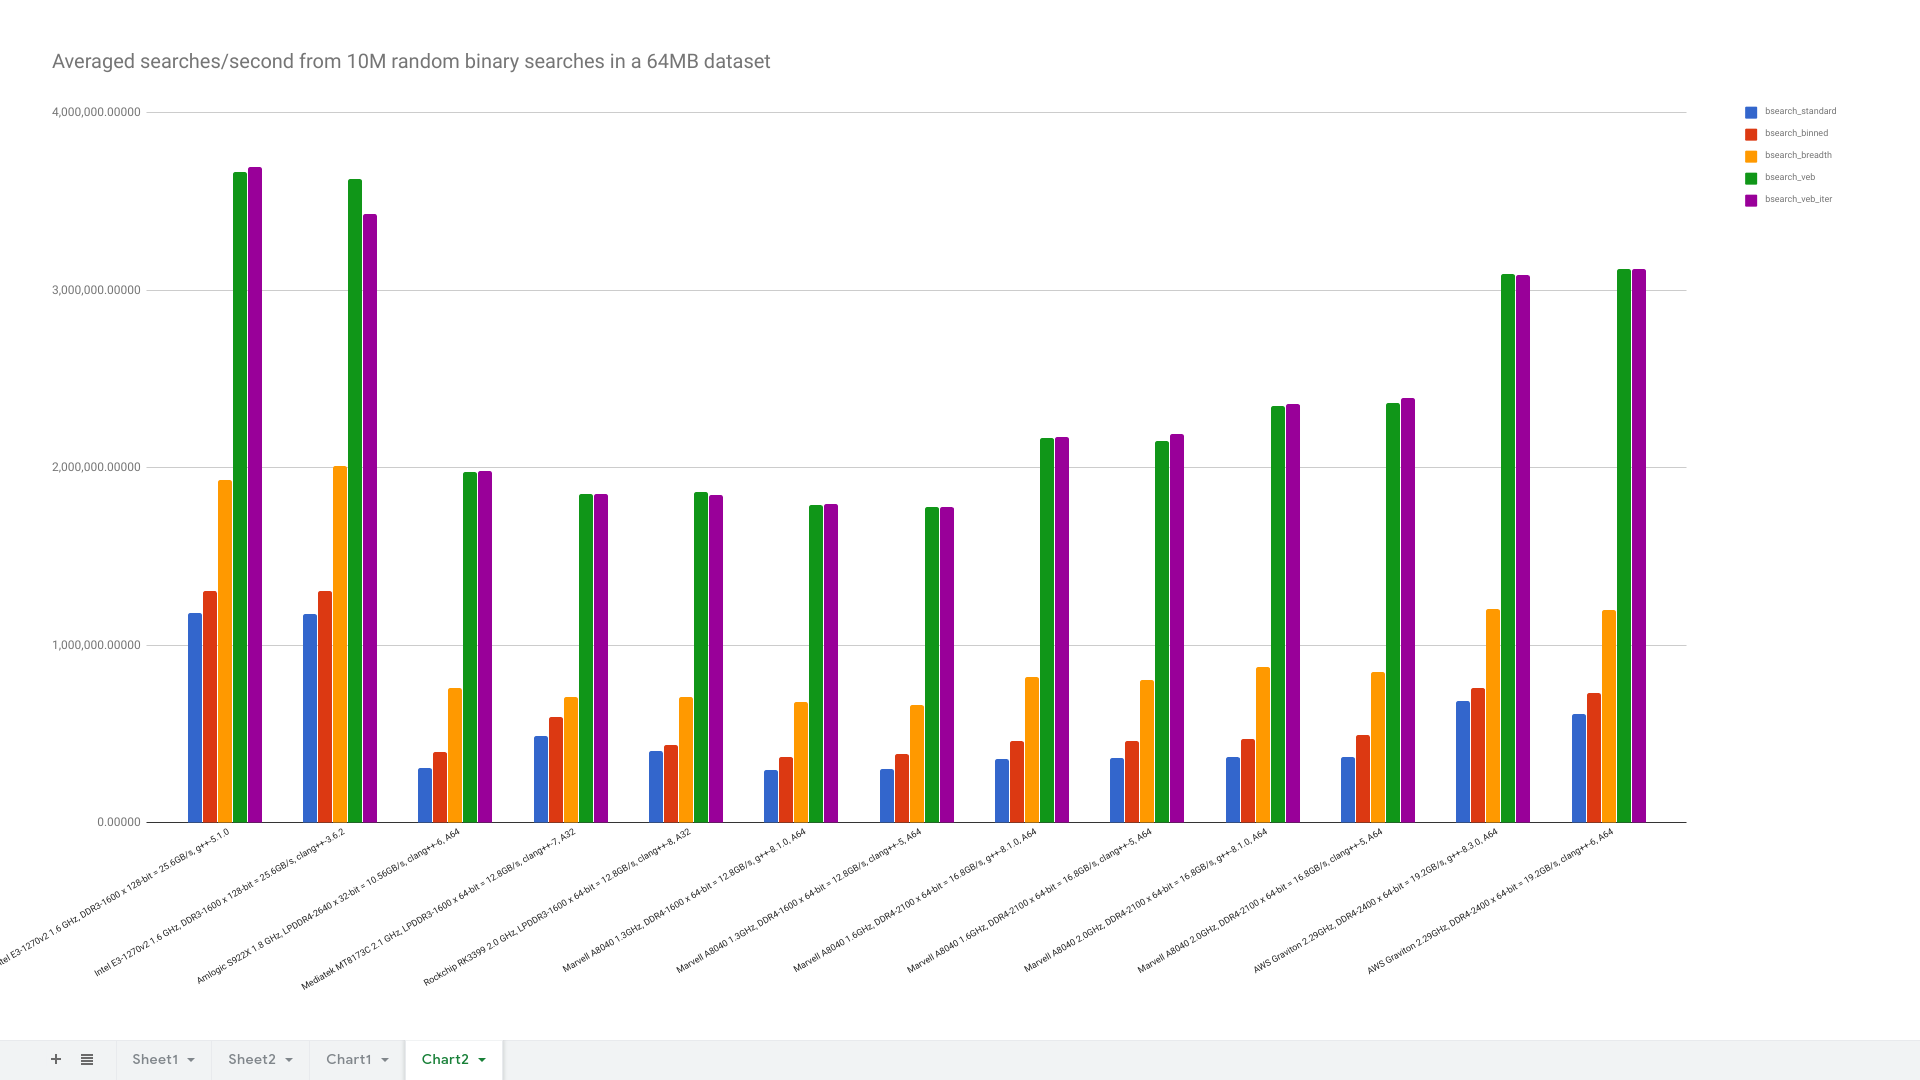 Averaged searches/second from 10M random binary searches in a 64MB dataset
4,000,000.00000
3,000,000.00000
2,000,000.00000
1,000,000.00000
0.00000
bsearch_standard
bsearch_binned
bsearch_breadth
bsearch_veb
bsearch_veb_iter
E3-1270v2 1.6 GHz, DDR3-1600 x 128-bit = 25.6GB/s, g++-5.1.0
Intel E3-1270v2 1.6 GHz, DDR3-1600 x 128-bit = 25.6GB/s, clang++-3.6.2
Amlogic S922X 1.8 GHz, LPDDR4-2640 x 32-bit = 10.56GB/s, clang++-6, A64
Mediatek MT8173C 2.1 GHz, LPDDR3-1600 x 64-bit = 12.8GB/s, clang++-7, A32
Rockchip RK3399 2.0 GHz, LPDDR3-1600 x 64-bit = 12.8GB/s, clang++-8, A32
Marvell A8040 1.3GHz, DDR4-1600 x 64-bit = 12.8GB/s, g++-8.1.0, A64
Marvell A8040 1.3GHz, DDR4-1600 x 64-bit = 12.8GB/s, clang++-5, A64
Marvell A8040 1.6GHz, DDR4-2100 x 64-bit = 16.8GB/s, g++-8.1.0, A64
Marvell A8040 1.6GHz, DDR4-2100 x 64-bit = 16.8GB/s, clang++-5, A64
Marvell A8040 2.0GHz, DDR4-2100 x 64-bit = 16.8GB/s, g++-8.1.0, A64
Marvell A8040 2.0GHz, DDR4-2100 x 64-bit = 16.8GB/s, clang++-5, A64
AWS Graviton 2.29GHz, DDR4-2400 x 64-bit = 19.2GB/s, g++-8.3.0, A64
AWS Graviton 2.29GHz, DDR4-2400 x 64-bit = 19.2GB/s, clang++-6, A64
Sheet1
Sheet2
Chart1
Chart2